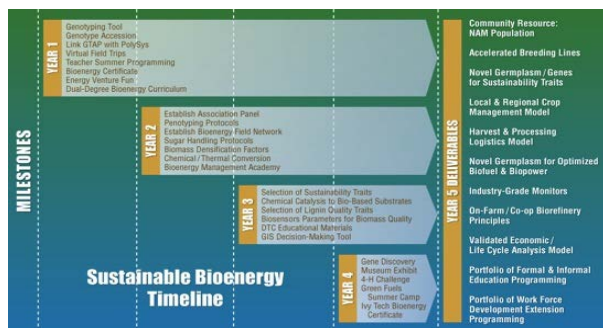 MILESTONES
YEAR 1
Genotyping Tool
Genotype Accession
Link GTAP with PolySys
Virtual Field Trips
Teacher Summer Programming
Bioenergy Certificate
Energy Venture Fun
Dual-Degree Bioenergy Curriculum
YEAR 2
Establish Association Panel
Penotyping Protocols
Establish Bioenergy Field Network
Sugar Handling Protocols
Biomass Densification Factors
Chemical / Thermal Conversion
Bioenergy Management Academy
YEAR 3
Selection of Sustainability Traits
Chemical Catalysis to Bio-Based Substrates
Selection of Lignin Quality Traits
Biosensors Parameters for Biomass Quality
DTC Educational Materials
GIS Decision-Making Tool
YEAR 4
Gene Discovery
Museum Exhibit
4-H Challenge
Green Fuels
Summer Camp
Ivy Tech Bioenergy
Certificate
Sustainable Bioenergy
Timeline
YEAR 5 DELIVERABLES
Community Resource:
NAM Population
Accelerated Breeding Lines
Novel Germplasm / Genes
for Sustainability Traits
Local & Regional Crop
Management Model
Harvest & Processing
Logistics Model
Novel Germplasm for Optimized
Biofuel & Biopower
Industry-Grade Monitors
On-Farm / Co-op Biorefinery
Principles
Validated Economic /
Life Cycle Analysis Model
Portfolio of Formal & Informal
Education Programming
Portfolio of Work Force
Development Extension
Programming